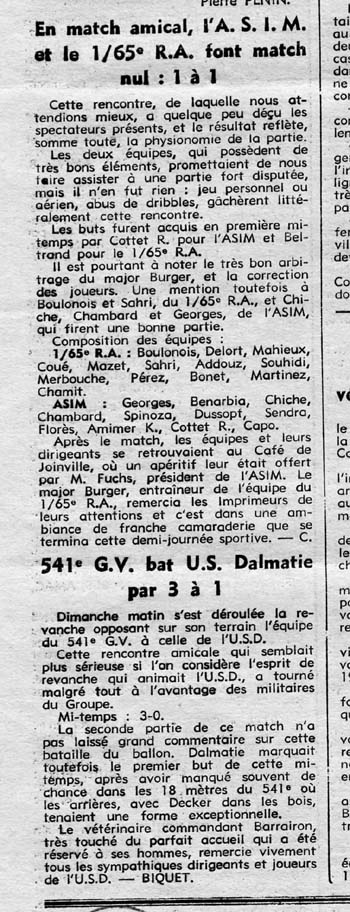 Pierre PENIN.
En match amical, l'A. S. I. M.
et le 1/65e R.A. font match
nul : 1 à 1
Cette rencontre, de laquelle nous at-
tendions mieux, a quelque peu déçu les
spectateurs présents, et le résultat reflète,
somme toute, la physionomie de la partie.
Les deux équipes, qui possèdent de
très bons éléments, promettaient de nous
faire assister à une partie fort disputée,
mais il n'en fut rien : jeu personnel ou
aérien, abus de dribbles, gâchèrent litté-
ralement cette rencontre.
Les buts furent acquis en première mi-
temps par Cottet R. pour l'ASIM et Bel-
trand pour le 1/65e R.A.
Il est pourtant à noter le très bon arbi-
trage du major Burger, et la correction
des joueurs. Une mention toutefois à
Boulonois et Sahri, du 1/65e R.A., et Chi-
che, Chambard et Georges, de l'ASIM,
qui firent une bonne partie.
Composition des équipes :
1/65e R.A. : Boulonois, Delort, Mahieux,
Coué, Mazet, Sahri, Addouz, Souhidi,
Merbouche, Pérez, Bonet, Martinez,
Chamit.
ASIM : Georges, Benarbia, Chiche,
Chambard, Spinoza, Dussopt, Sendra,
Florès, Amimer K., Cottet R., Capo.
Après le match, les équipes et leurs
dirigeants se retrouvaient au Café de
Joinville, où un apéritif leur était offert
par M. Fuchs, président de l'ASIM. Le
major Burger, entraîneur de l'équipe du
1/65e R.A., remercia les Imprimeurs de
leurs attentions et c'est dans une am-
biance de franche camaraderie que se
termina cette demi-journée sportive. — C.
541e G.V. bat U.S. Dalmatie
par 3 à 1
Dimanche matin s'est déroulée la re-
vanche opposant sur son terrain l'équipe
du 541e G.V. à celle de l'U.S.D.
Cette rencontre amicale qui semblait
plus sérieuse si l'on considère l'esprit de
revanche qui animait l'U.S.D., a tourné
malgré tout à l'avantage des militaires
du Groupe.
Mi-temps : 3-0.
La seconde partie de ce match n'a
pas laissé grand commentaire sur cette
bataille du ballon. Dalmatie marquait
toutefois le premier but de cette mi-
temps, après avoir manqué souvent de
chance dans les 18 mètres du 541e où
les arrières, avec Decker dans les bois,
tenaient une forme exceptionnelle.
Le vétérinaire commandant Barrairon,
très touché du parfait accueil qui a été
réservé à ses hommes, remercie vivement
tous les sympathiques dirigeants et joueurs
de l'U.S.D. — BIQUET.